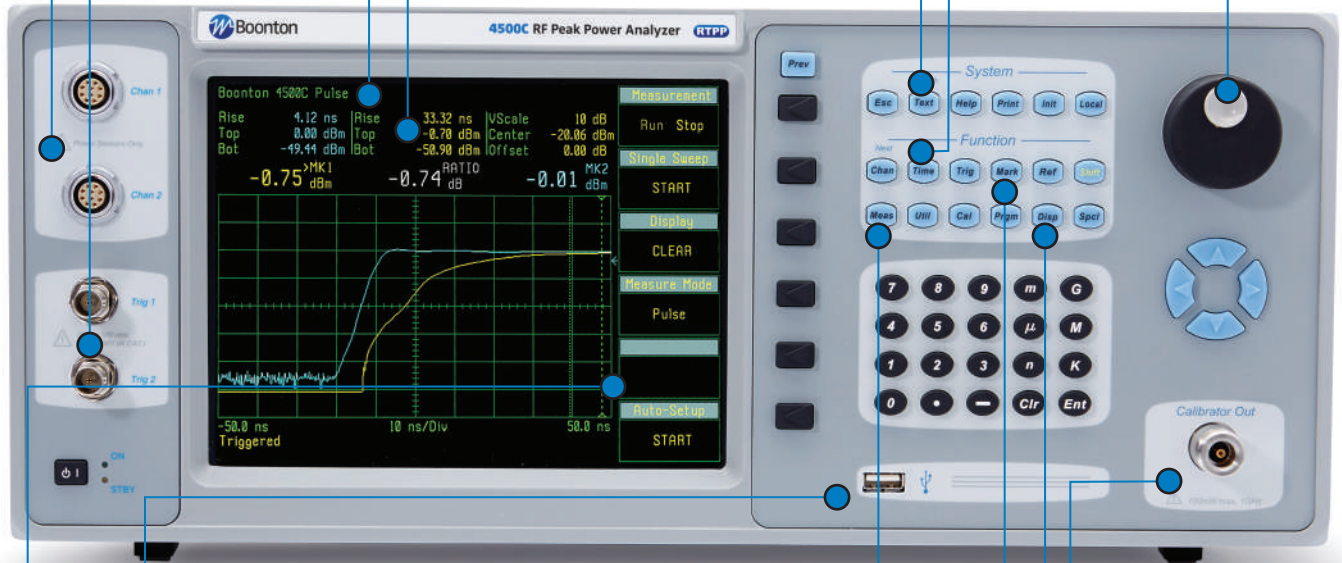 Boonton
4500C RF Peak Power Analyzer RTPP
Chan 1
Power Sensors Only
Chan 2
Trig 1
Trig 2
ON
STBY
Boonton 4500C Pulse
Rise 4.12 ns Rise 33.32 ns VScale 10 dB
Top 0.00 dBm Top -0.70 dBm Center -20.06 dBm
Bot -49.44 dBm Bot -50.90 dBm Offset 0.00 dB
>MK1 RATIO MK2
-0.75 dBm -0.74 dB -0.01 dBm
-50.0 ns 10 ns/Div 50.0 ns
Triggered
Measurement
Run Stop
Single Sweep
START
Display
CLEAR
Measure Mode
Pulse
Auto-Setup
START
Prev
System
Esc Text Help Print Init Local
Function
Next
Chan Time Trig Mark Ref Shift
Meas Util Cal Prgm Disp Spcl
7 8 9 m G
4 5 6 μ M
1 2 3 n K
0 • – Clr Ent
Calibrator Out